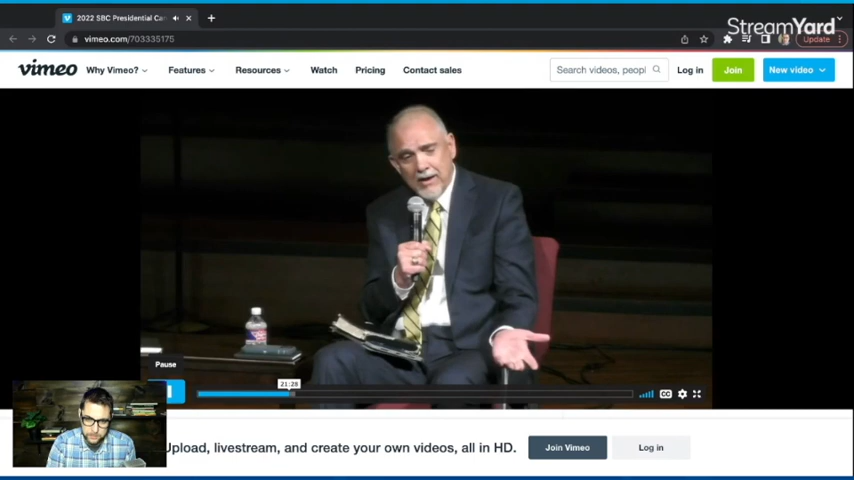 2022 SBC Presidential Can
StreamYard
vimeo.com/703335175
Update
vimeo
Why Vimeo?
Features
Resources
Watch
Pricing
Contact sales
Search videos, peopl
Log in
Join
New video
Pause
21:28
CC
Upload, livestream, and create your own videos, all in HD.
Join Vimeo
Log in